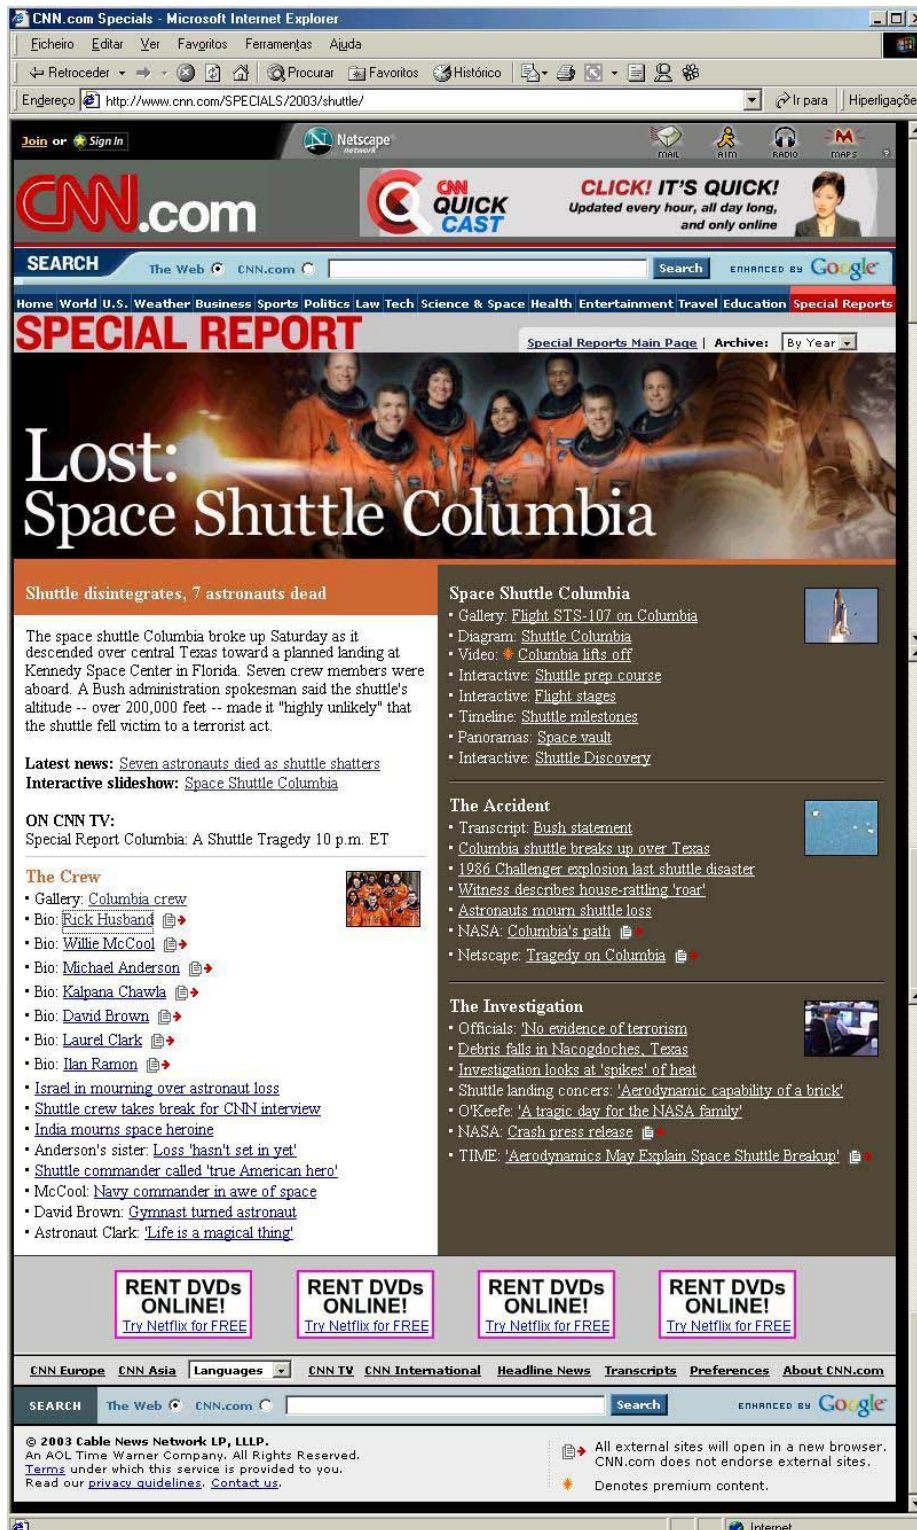 CNN.com Specials - Microsoft Internet Explorer
Ficheiro Editar Ver Favoritos Ferramentas Ajuda
Retroceder Procurar Favoritos Histórico
Endereço http://www.cnn.com/SPECIALS/2003/shuttle/ Ir para Hiperligaçõe
Join or Sign In
Netscape network
MAIL AIM RADIO MAPS ?
CNN.com
CNN QUICK CAST
CLICK! IT'S QUICK!
Updated every hour, all day long,
and only online
SEARCH The Web CNN.com Search ENHANCED BY Google
Home World U.S. Weather Business Sports Politics Law Tech Science & Space Health Entertainment Travel Education Special Reports
SPECIAL REPORT
Special Reports Main Page | Archive: By Year
Lost:
Space Shuttle Columbia
Shuttle disintegrates, 7 astronauts dead
The space shuttle Columbia broke up Saturday as it
descended over central Texas toward a planned landing at
Kennedy Space Center in Florida. Seven crew members were
aboard. A Bush administration spokesman said the shuttle's
altitude -- over 200,000 feet -- made it "highly unlikely" that
the shuttle fell victim to a terrorist act.
Latest news: Seven astronauts died as shuttle shatters
Interactive slideshow: Space Shuttle Columbia
ON CNN TV:
Special Report Columbia: A Shuttle Tragedy 10 p.m. ET
The Crew
• Gallery: Columbia crew
• Bio: Rick Husband
• Bio: Willie McCool
• Bio: Michael Anderson
• Bio: Kalpana Chawla
• Bio: David Brown
• Bio: Laurel Clark
• Bio: Ilan Ramon
• Israel in mourning over astronaut loss
• Shuttle crew takes break for CNN interview
• India mourns space heroine
• Anderson's sister: Loss 'hasn't set in yet'
• Shuttle commander called 'true American hero'
• McCool: Navy commander in awe of space
• David Brown: Gymnast turned astronaut
• Astronaut Clark: 'Life is a magical thing'
Space Shuttle Columbia
• Gallery: Flight STS-107 on Columbia
• Diagram: Shuttle Columbia
• Video: Columbia lifts off
• Interactive: Shuttle prep course
• Interactive: Flight stages
• Timeline: Shuttle milestones
• Panoramas: Space vault
• Interactive: Shuttle Discovery
The Accident
• Transcript: Bush statement
• Columbia shuttle breaks up over Texas
• 1986 Challenger explosion last shuttle disaster
• Witness describes house-rattling 'roar'
• Astronauts mourn shuttle loss
• NASA: Columbia's path
• Netscape: Tragedy on Columbia
The Investigation
• Officials: 'No evidence of terrorism
• Debris falls in Nacogdoches, Texas
• Investigation looks at 'spikes' of heat
• Shuttle landing concers: 'Aerodynamic capability of a brick'
• O'Keefe: 'A tragic day for the NASA family'
• NASA: Crash press release
• TIME: 'Aerodynamics May Explain Space Shuttle Breakup'
RENT DVDs ONLINE! Try Netflix for FREE
RENT DVDs ONLINE! Try Netflix for FREE
RENT DVDs ONLINE! Try Netflix for FREE
RENT DVDs ONLINE! Try Netflix for FREE
CNN Europe CNN Asia Languages CNN TV CNN International Headline News Transcripts Preferences About CNN.com
SEARCH The Web CNN.com Search ENHANCED BY Google
© 2003 Cable News Network LP, LLLP.
An AOL Time Warner Company. All Rights Reserved.
Terms under which this service is provided to you.
Read our privacy guidelines. Contact us.
All external sites will open in a new browser.
CNN.com does not endorse external sites.
Denotes premium content.
Internet